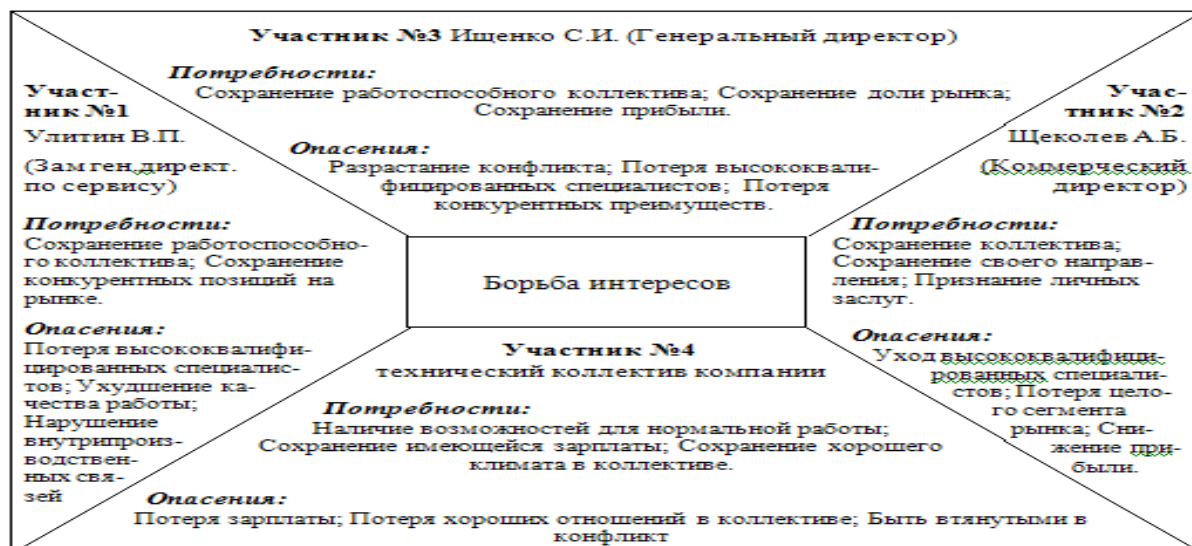 Участник №3 Ищенко С.И. (Генеральный директор)
Потребности:
Сохранение работоспособного коллектива; Сохранение доли рынка;
Сохранение прибыли.
Опасения:
Разрастание конфликта; Потеря высококвали-
фицированных специалистов; Потеря
конкурентных преимуществ.
Участ-
ник №1
Улитин В.П.
(Зам ген.директ.
по сервису)
Потребности:
Сохранение работоспособно-
го коллектива; Сохранение
конкурентных позиций на
рынке.
Опасения:
Потеря высококвалифи-
цированных специалис-
тов; Ухудшение ка-
чества работы;
Нарушение
внутрипроиз-
водствен-
ных свя-
зей
Борьба интересов
Учас-
тник №2
Щеколев А.Б.
(Коммерческий
директор)
Потребности:
Сохранение коллектива;
Сохранение своего направ-
ления; Признание личных
заслуг.
Опасения:
Уход высококвалифици-
рованных специали-
стов; Потеря цело-
го сегмента
рынка; Сни-
жение при-
были.
Участник №4
технический коллектив компании
Потребности:
Наличие возможностей для нормальной работы;
Сохранение имеющейся зарплаты; Сохранение хорошего
климата в коллективе.
Опасения:
Потеря зарплаты; Потеря хороших отношений в коллективе; Быть втянутыми в
конфликт